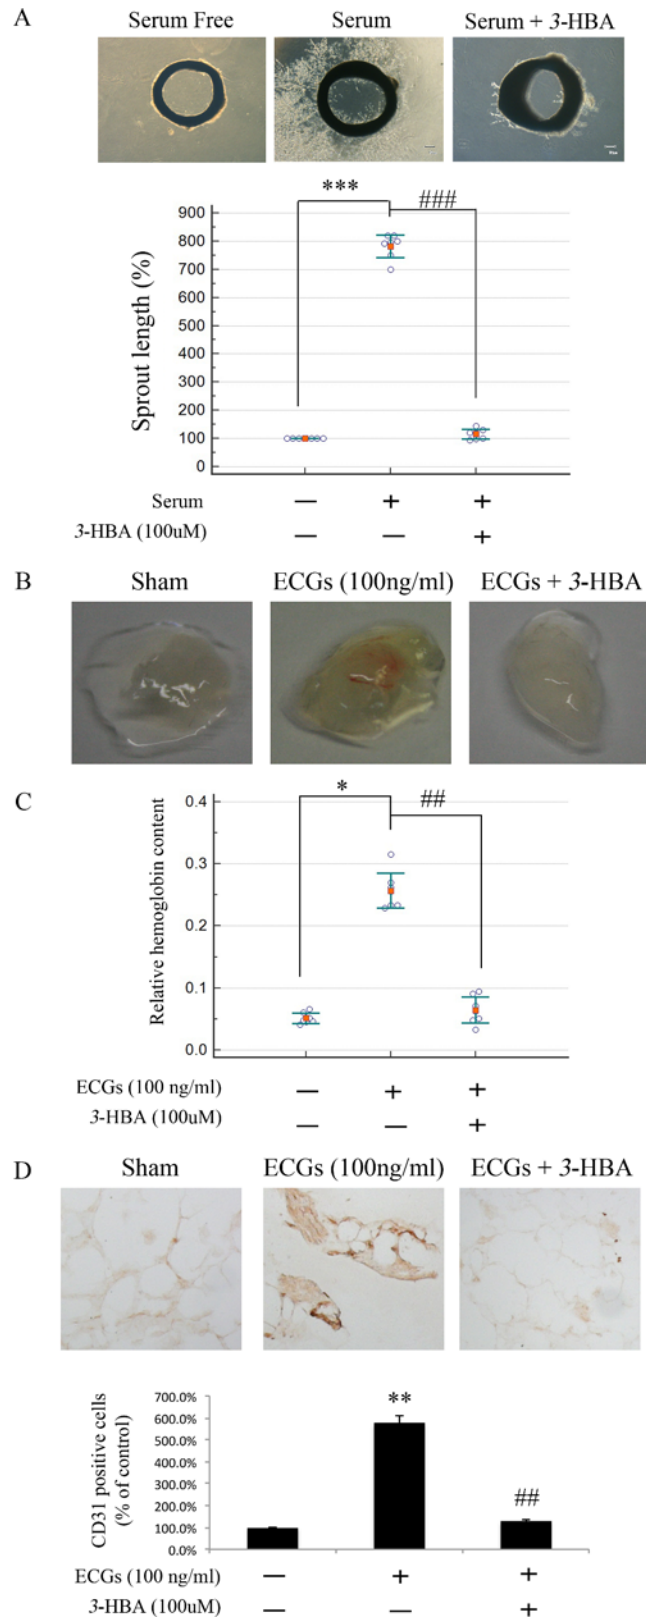 A
Serum Free Serum Serum + 3-HBA
*** ###
Sprout length (%)
900
800
700
600
500
400
300
200
100
0
Serum — + +
3-HBA (100uM) — — +
B
Sham ECGs (100ng/ml) ECGs + 3-HBA
C
* ##
Relative hemoglobin content
0.4
0.3
0.2
0.1
0.0
ECGs (100 ng/ml) — + +
3-HBA (100uM) — — +
D
Sham ECGs (100ng/ml) ECGs + 3-HBA
CD31 positive cells
(% of control)
700.0%
600.0%
500.0%
400.0%
300.0%
200.0%
100.0%
0.0%
** ##
ECGs (100 ng/ml) — + +
3-HBA (100uM) — — +